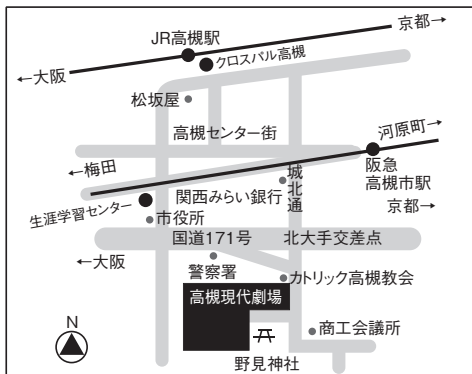 京都→
JR高槻駅
クロスパル高槻
←大阪
松坂屋
高槻センター街
河原町→
←梅田
城北通
阪急
高槻市駅
関西みらい銀行
生涯学習センター
市役所
京都→
国道171号
北大手交差点
←大阪
警察署
カトリック高槻教会
高槻現代劇場
商工会議所
野見神社
N